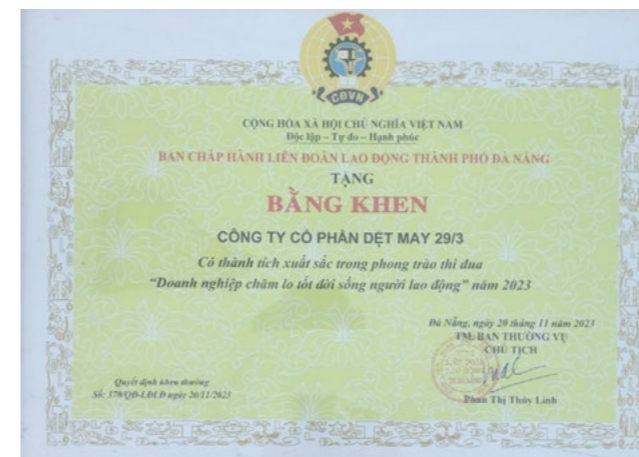 CĐVN
CỘNG HÒA XÃ HỘI CHỦ NGHĨA VIỆT NAM
Độc lập – Tự do – Hạnh phúc
BAN CHẤP HÀNH LIÊN ĐOÀN LAO ĐỘNG THÀNH PHỐ ĐÀ NẴNG
TẶNG
BẰNG KHEN
CÔNG TY CỔ PHẦN DỆT MAY 29/3
Có thành tích xuất sắc trong phong trào thi đua
“Doanh nghiệp chăm lo tốt đời sống người lao động” năm 2023
Đà Nẵng, ngày 20 tháng 11 năm 2023
TM. BAN THƯỜNG VỤ
CHỦ TỊCH
Quyết định khen thưởng
Số: 370/QĐ-LĐLĐ ngày 20/11/2023
Phan Thị Thúy Linh